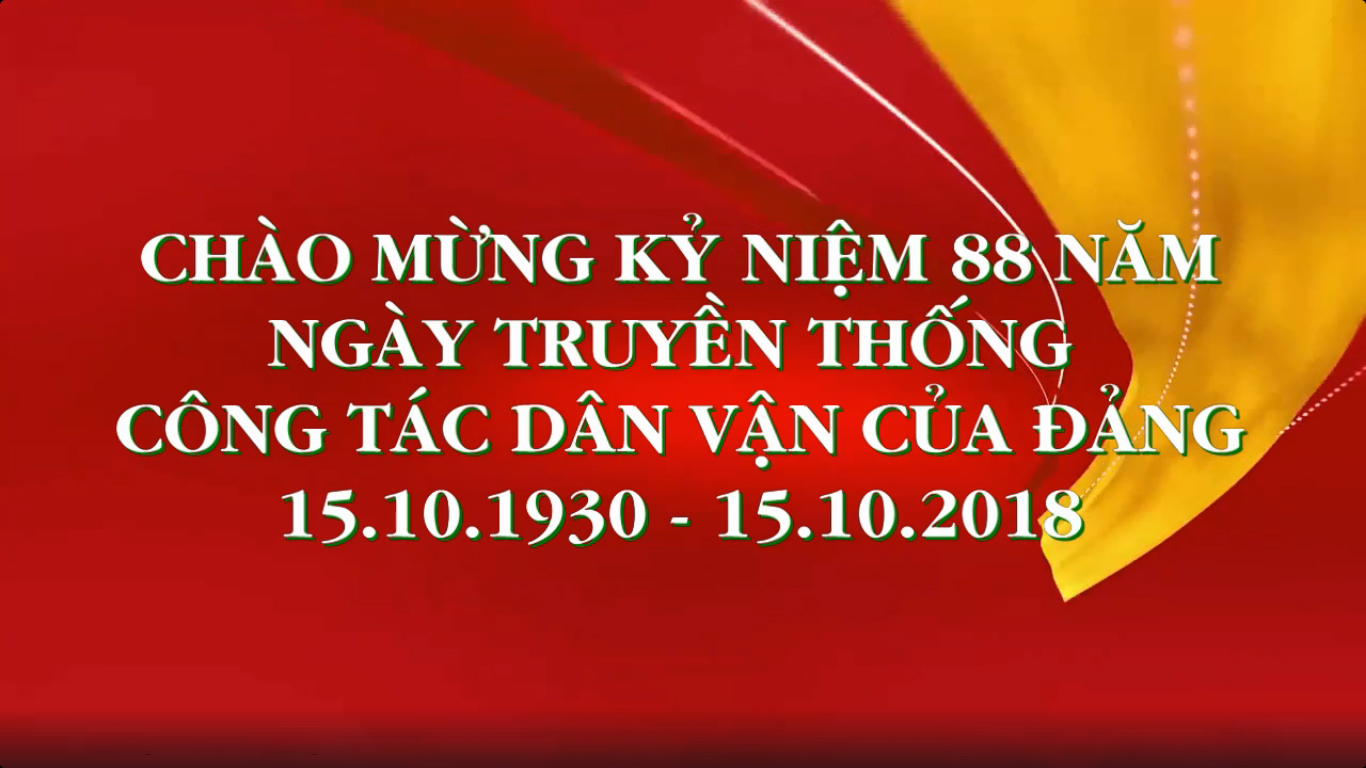 CHÀO MỪNG KỶ NIỆM 88 NĂM
NGÀY TRUYỀN THỐNG
CÔNG TÁC DÂN VẬN CỦA ĐẢNG
15.10.1930 - 15.10.2018